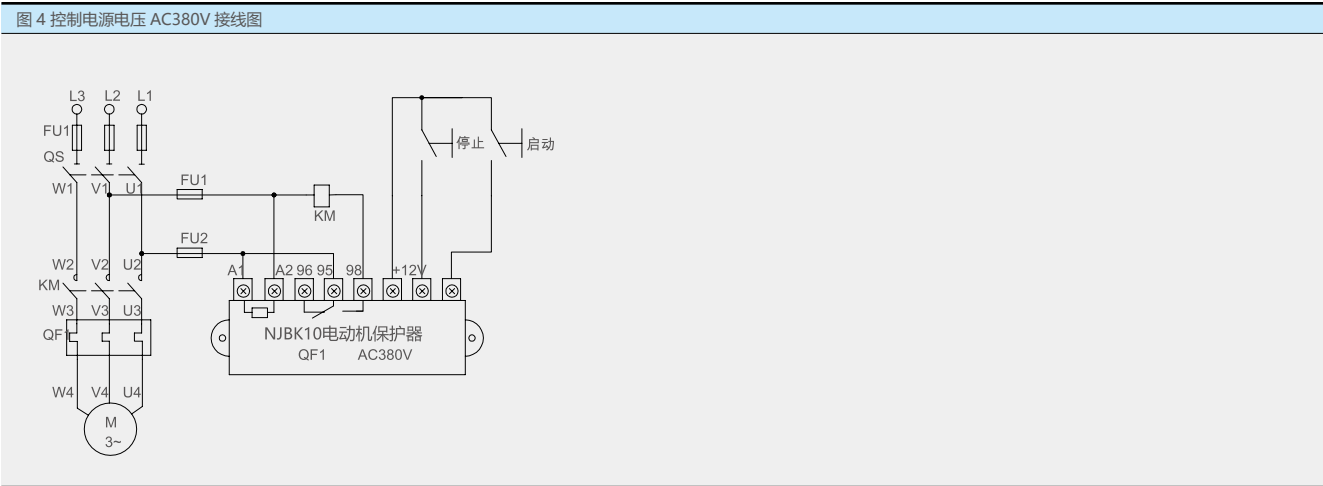 图 4 控制电源电压 AC380V 接线图
L3 L2 L1
FU1
停止 启动
QS
FU1
W1 V1 U1
KM
FU2
W2 V2 U2
A1 A2 96 95 98 +12V
KM
W3 V3 U3
NJBK10电动机保护器
QF1
QF1 AC380V
W4 V4 U4
M
3~